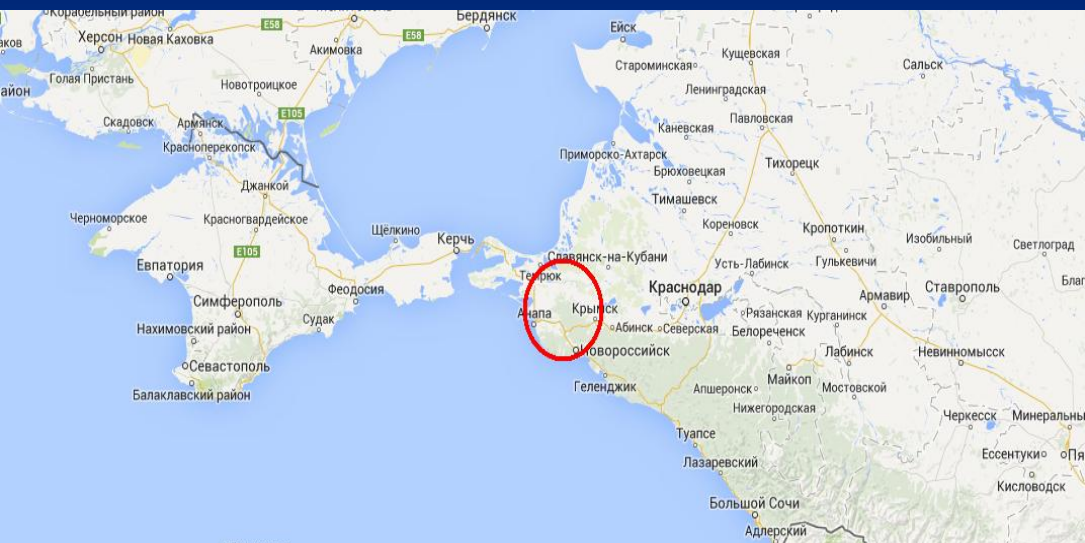 Корабельный район
Бердянск
E58
E58
Херсон
Новая Каховка
Акимовка
Ейск
Кущевская
Староминская
Сальск
Голая Пристань
Новотроицкое
Ленинградская
айон
E105
Скадовск
Армянск
Павловская
Каневская
Красноперекопск
Приморско-Ахтарск
Тихорецк
Брюховецкая
Джанкой
Тимашевск
Черноморское
Красногвардейское
Щёлкино
Керчь
Кореновск
Кропоткин
Изобильный
Светлоград
E105
Славянск-на-Кубани
Усть-Лабинск
Гулькевичи
Евпатория
Темрюк
Благ
Феодосия
Краснодар
Армавир
Ставрополь
Симферополь
Судак
Анапа
Крымск
Рязанская
Курганинск
Нахимовский район
Абинск
Северская
Белореченск
Новороссийск
Лабинск
Невинномысск
Севастополь
Балаклавский район
Геленджик
Апшеронск
Майкоп
Мостовской
Нижегородская
Черкесск
Минеральны
Туапсе
Ессентуки
Пя
Лазаревский
Кисловодск
Большой Сочи
Адлерский